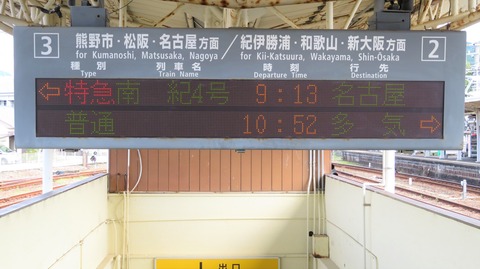 3 熊野市・松阪・名古屋方面 / 紀伊勝浦・和歌山・新大阪方面 2
for Kumanoshi, Matsusaka, Nagoya for Kii-Katsuura, Wakayama, Shin-Osaka
種別 列車名 時刻 行先
Type Train Name Departure Time Destination
←特急南 紀4号 9:13 名古屋
普通 10:52 多気→
出口